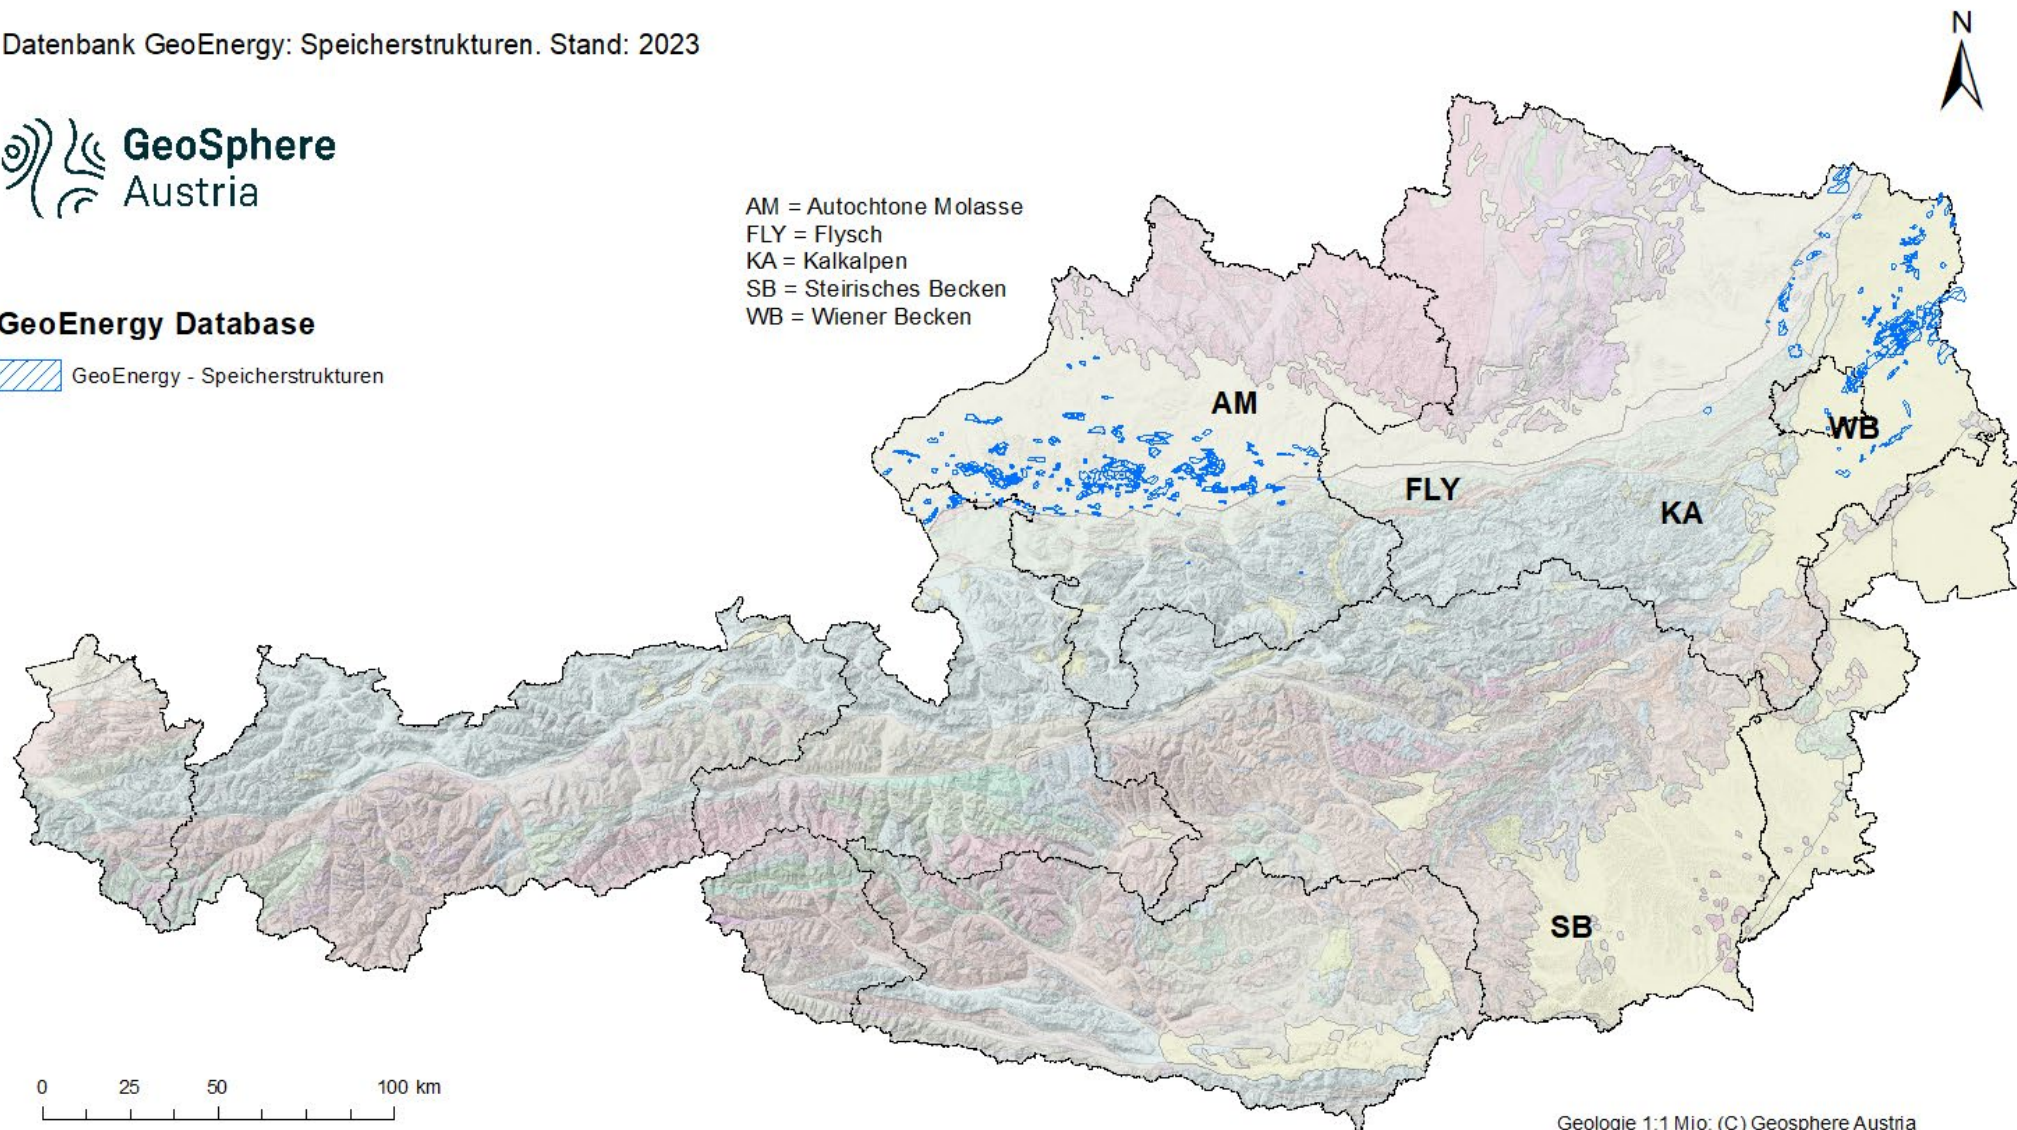 N
Datenbank GeoEnergy: Speicherstrukturen. Stand: 2023
GeoSphere
Austria
AM = Autochtone Molasse
FLY = Flysch
KA = Kalkalpen
SB = Steirisches Becken
WB = Wiener Becken
GeoEnergy Database
GeoEnergy - Speicherstrukturen
AM
WB
FLY
KA
SB
0 25 50 100 km
Geologie 1:1 Mio: (C) Geosphere Austria